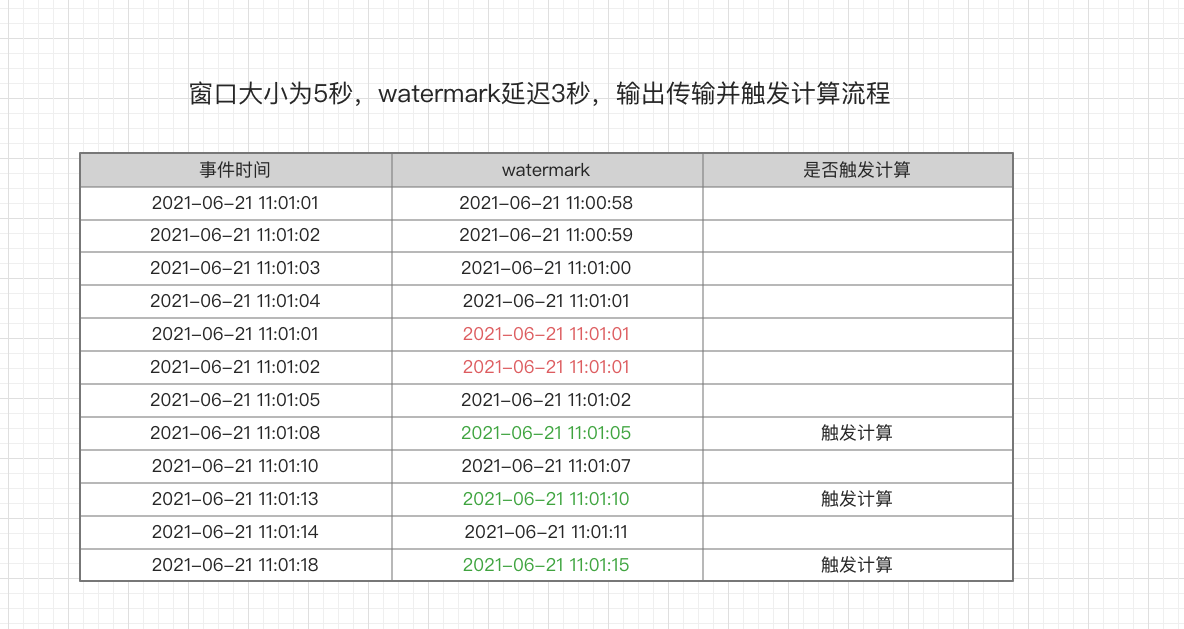 窗口大小为5秒，watermark延迟3秒，输出传输并触发计算流程
事件时间 watermark 是否触发计算
2021-06-21 11:01:01 2021-06-21 11:00:58
2021-06-21 11:01:02 2021-06-21 11:00:59
2021-06-21 11:01:03 2021-06-21 11:01:00
2021-06-21 11:01:04 2021-06-21 11:01:01
2021-06-21 11:01:01 2021-06-21 11:01:01
2021-06-21 11:01:02 2021-06-21 11:01:01
2021-06-21 11:01:05 2021-06-21 11:01:02
2021-06-21 11:01:08 2021-06-21 11:01:05 触发计算
2021-06-21 11:01:10 2021-06-21 11:01:07
2021-06-21 11:01:13 2021-06-21 11:01:10 触发计算
2021-06-21 11:01:14 2021-06-21 11:01:11
2021-06-21 11:01:18 2021-06-21 11:01:15 触发计算